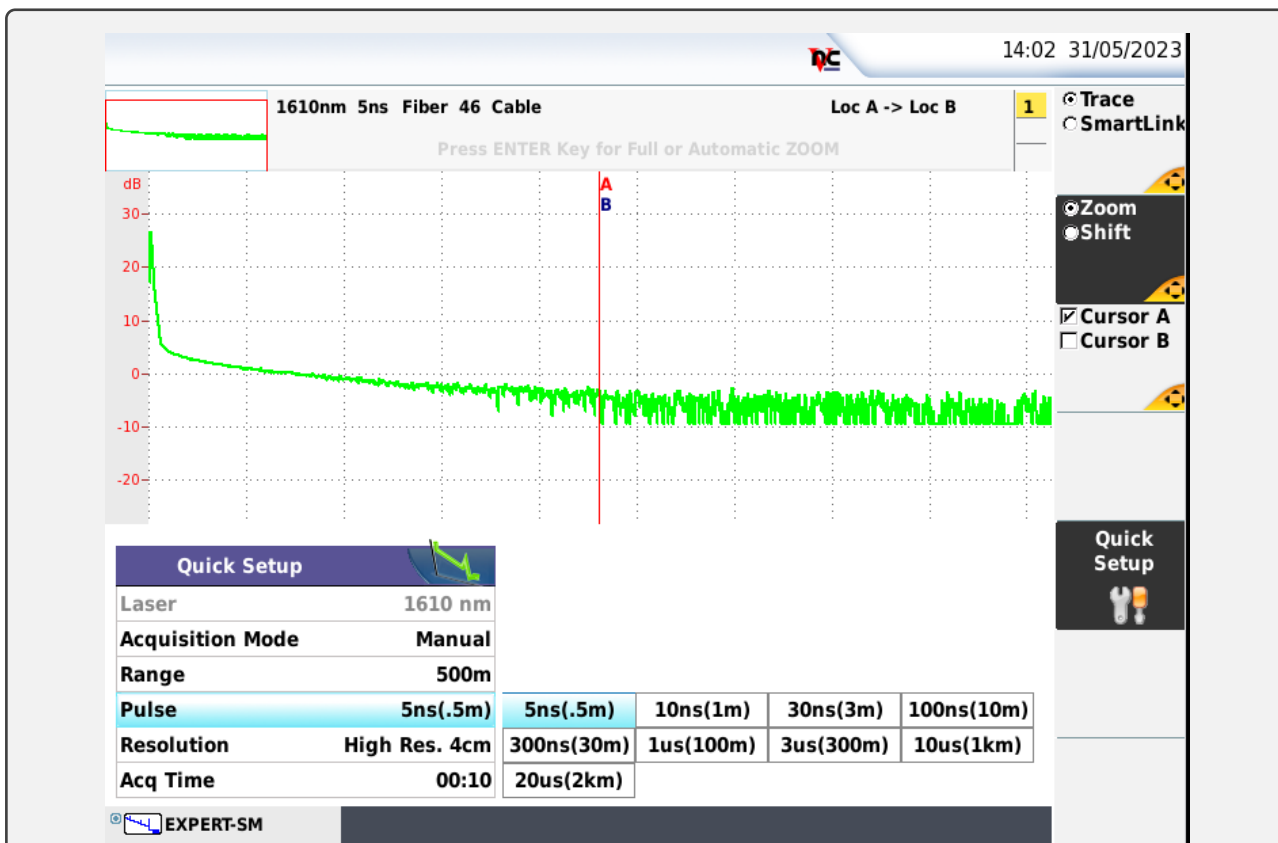 14:02 31/05/2023
1610nm 5ns Fiber 46 Cable Loc A -> Loc B 1
Press ENTER Key for Full or Automatic ZOOM
Trace
SmartLink
dB
A
B
30
20
10
0
-10
-20
Zoom
Shift
Cursor A
Cursor B
Quick
Setup
Quick Setup
Laser 1610 nm
Acquisition Mode Manual
Range 500m
Pulse 5ns(.5m) 5ns(.5m) 10ns(1m) 30ns(3m) 100ns(10m)
Resolution High Res. 4cm 300ns(30m) 1us(100m) 3us(300m) 10us(1km)
Acq Time 00:10 20us(2km)
EXPERT-SM